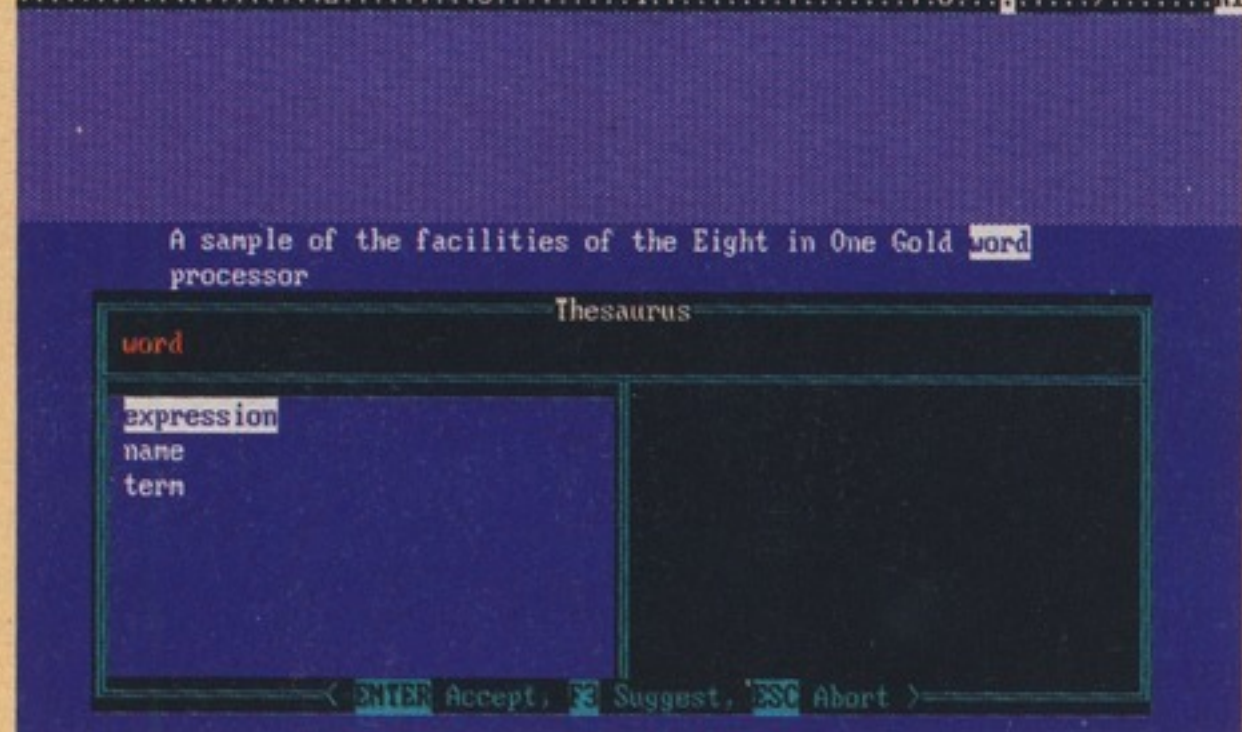 A sample of the facilities of the Eight in One Gold word
processor
Thesaurus
word
expression
name
term
< ENTER Accept, F3 Suggest, ESC Abort >